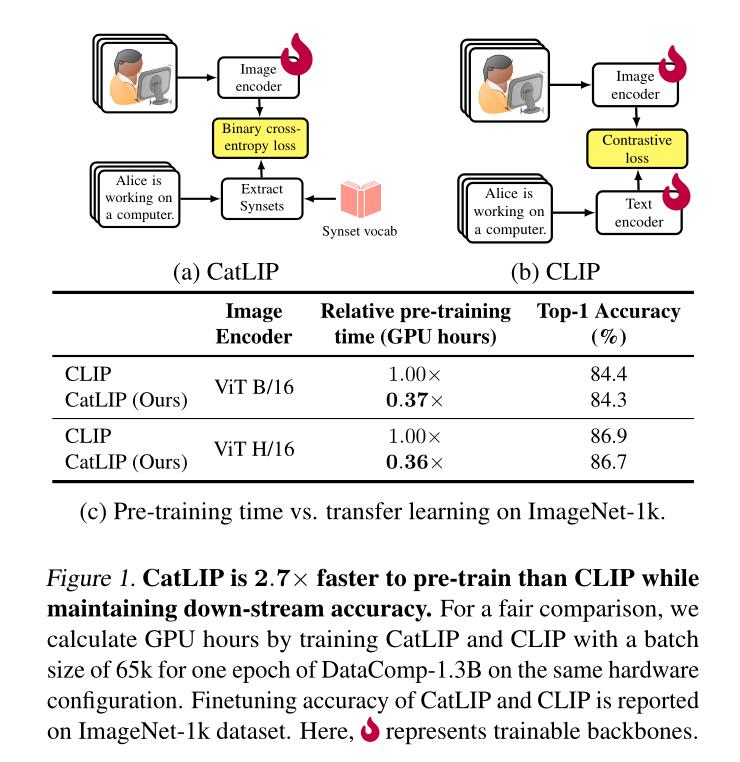 Image
encoder
Binary cross-
entropy loss
Alice is
working on
a computer.
Extract
Synsets
Synset vocab
(a) CatLIP
Image
encoder
Contrastive
loss
Alice is
working on
a computer.
Text
encoder
(b) CLIP
Image Encoder Relative pre-training time (GPU hours) Top-1 Accuracy (%)
CLIP ViT B/16 1.00× 84.4
CatLIP (Ours) 0.37× 84.3
CLIP ViT H/16 1.00× 86.9
CatLIP (Ours) 0.36× 86.7
(c) Pre-training time vs. transfer learning on ImageNet-1k.
Figure 1. CatLIP is 2.7× faster to pre-train than CLIP while
maintaining down-stream accuracy. For a fair comparison, we
calculate GPU hours by training CatLIP and CLIP with a batch
size of 65k for one epoch of DataComp-1.3B on the same hardware
configuration. Finetuning accuracy of CatLIP and CLIP is reported
on ImageNet-1k dataset. Here, represents trainable backbones.